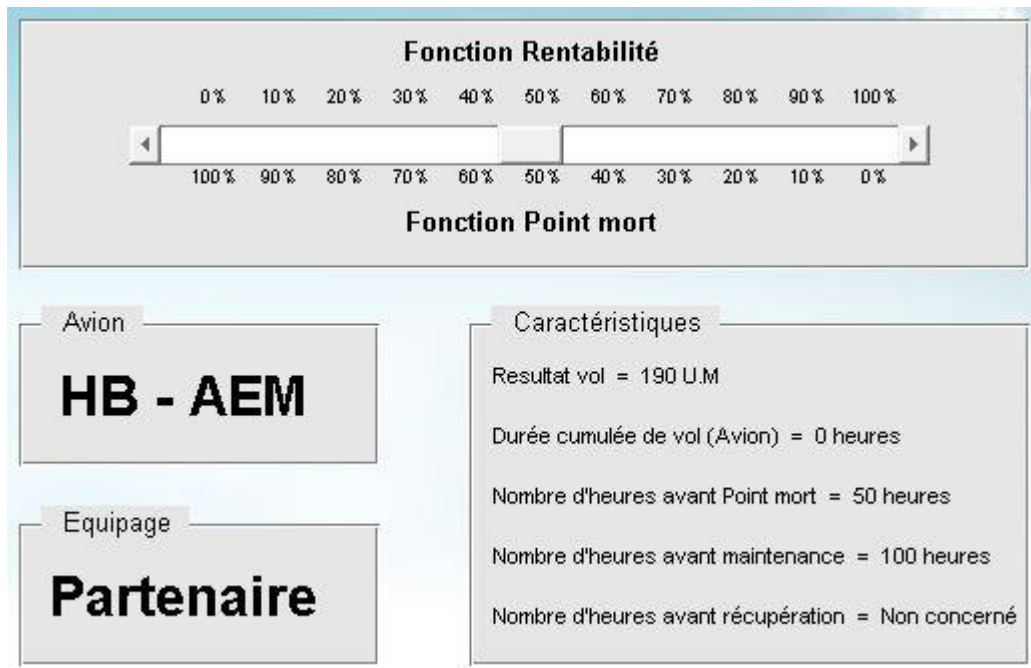 Fonction Rentabilité
0% 10% 20% 30% 40% 50% 60% 70% 80% 90% 100%
100% 90% 80% 70% 60% 50% 40% 30% 20% 10% 0%
Fonction Point mort
Avion
HB - AEM
Equipage
Partenaire
Caractéristiques
Resultat vol = 190 U.M
Durée cumulée de vol (Avion) = 0 heures
Nombre d'heures avant Point mort = 50 heures
Nombre d'heures avant maintenance = 100 heures
Nombre d'heures avant récupération = Non concerné